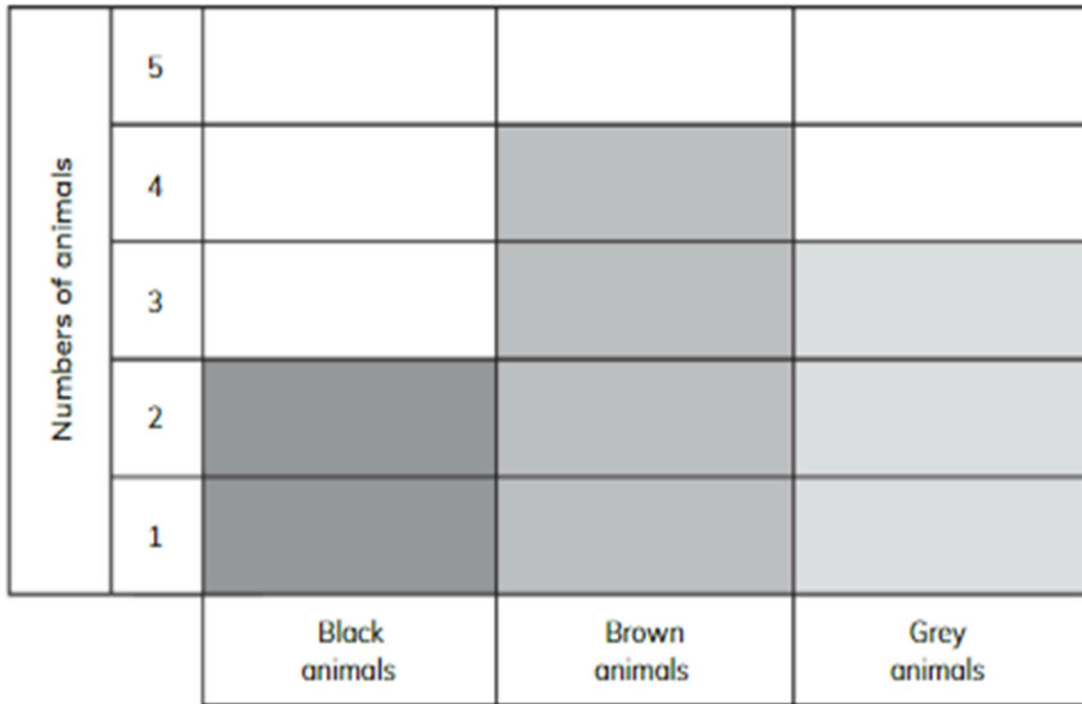 Numbers of animals
5
4
3
2
1
Black
animals
Brown
animals
Grey
animals